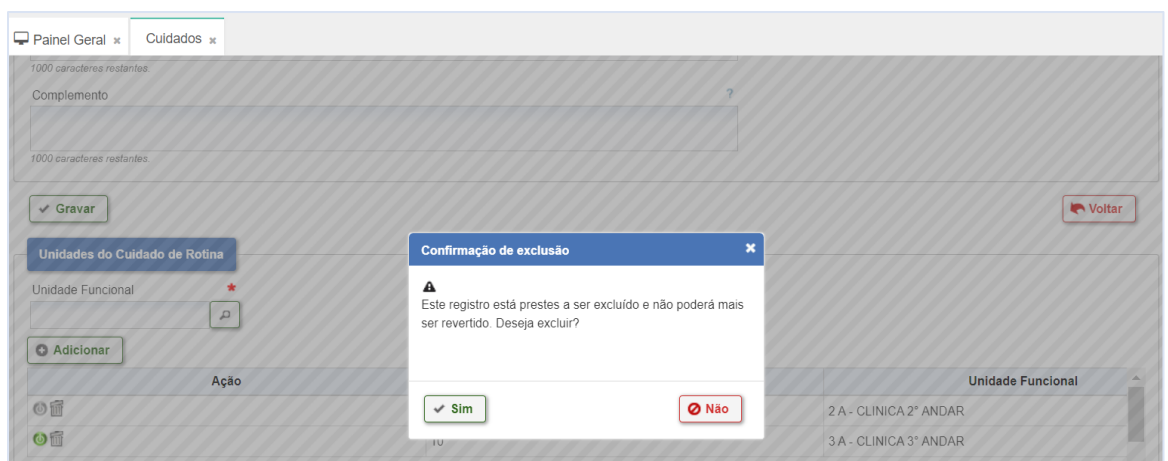 Painel Geral
Cuidados
1000 caracteres restantes.
Complemento ?
1000 caracteres restantes.
Gravar
Voltar
Unidades do Cuidado de Rotina
Unidade Funcional *
Adicionar
Confirmação de exclusão
Este registro está prestes a ser excluído e não poderá mais
ser revertido. Deseja excluir?
Sim
Não
Ação
Unidade Funcional
2 A - CLINICA 2° ANDAR
10
3 A - CLINICA 3° ANDAR